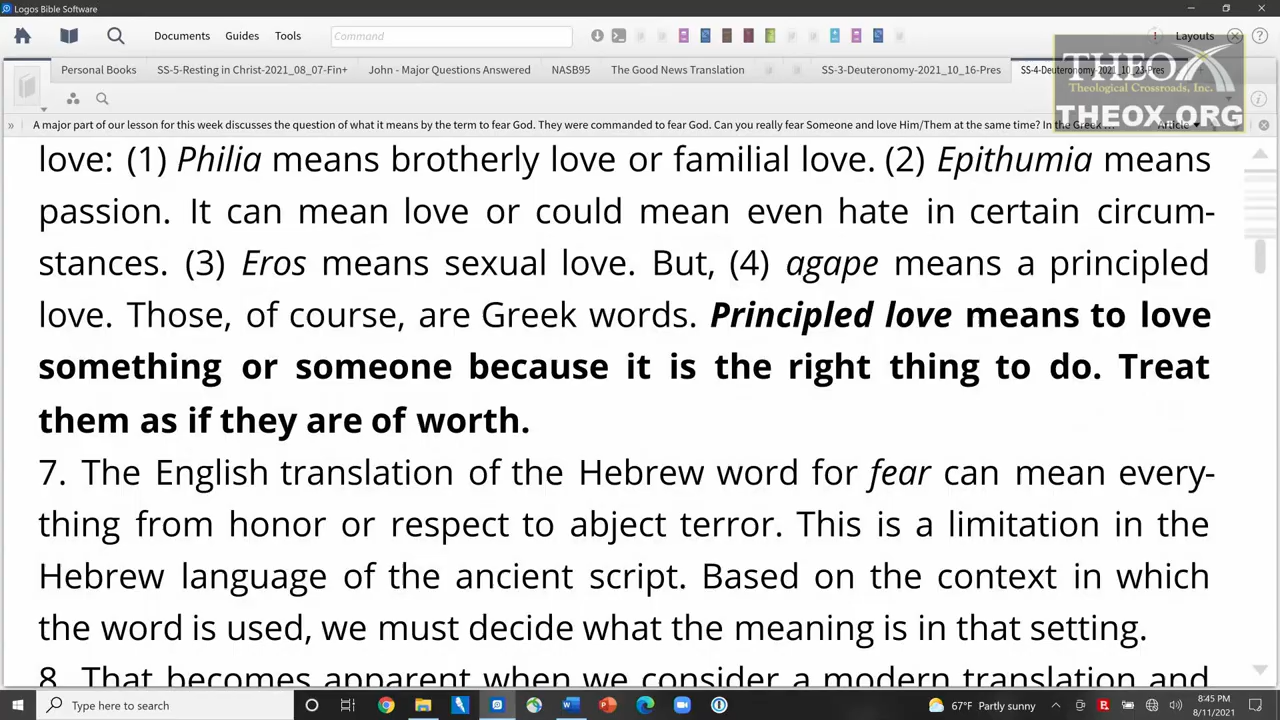 Logos Bible Software
Documents Guides Tools Command Layouts
Personal Books SS-5-Resting in Christ-2021_08_07-Fin+ s Answered NASB95 The Good News Translation SS-3-Deuteronomy-2021_10_16-Pres SS-4-Deuteronomy-2021_10_23-Pres
THEOX
Theological Crossroads, Inc.
THEOX.ORG
A major part of our lesson for this week discusses the question of what is meant by the word fear. They were commanded to fear God. Can you really fear Someone and love Him/Them at the same time? In the Greek ... Article
love: (1) Philia means brotherly love or familial love. (2) Epithumia means
passion. It can mean love or could mean even hate in certain circum-
stances. (3) Eros means sexual love. But, (4) agape means a principled
love. Those, of course, are Greek words. Principled love means to love
something or someone because it is the right thing to do. Treat
them as if they are of worth.
7. The English translation of the Hebrew word for fear can mean every-
thing from honor or respect to abject terror. This is a limitation in the
Hebrew language of the ancient script. Based on the context in which
the word is used, we must decide what the meaning is in that setting.
8. That becomes apparent when we consider a modern translation and
Type here to search
67°F Partly sunny
8:45 PM
8/11/2021